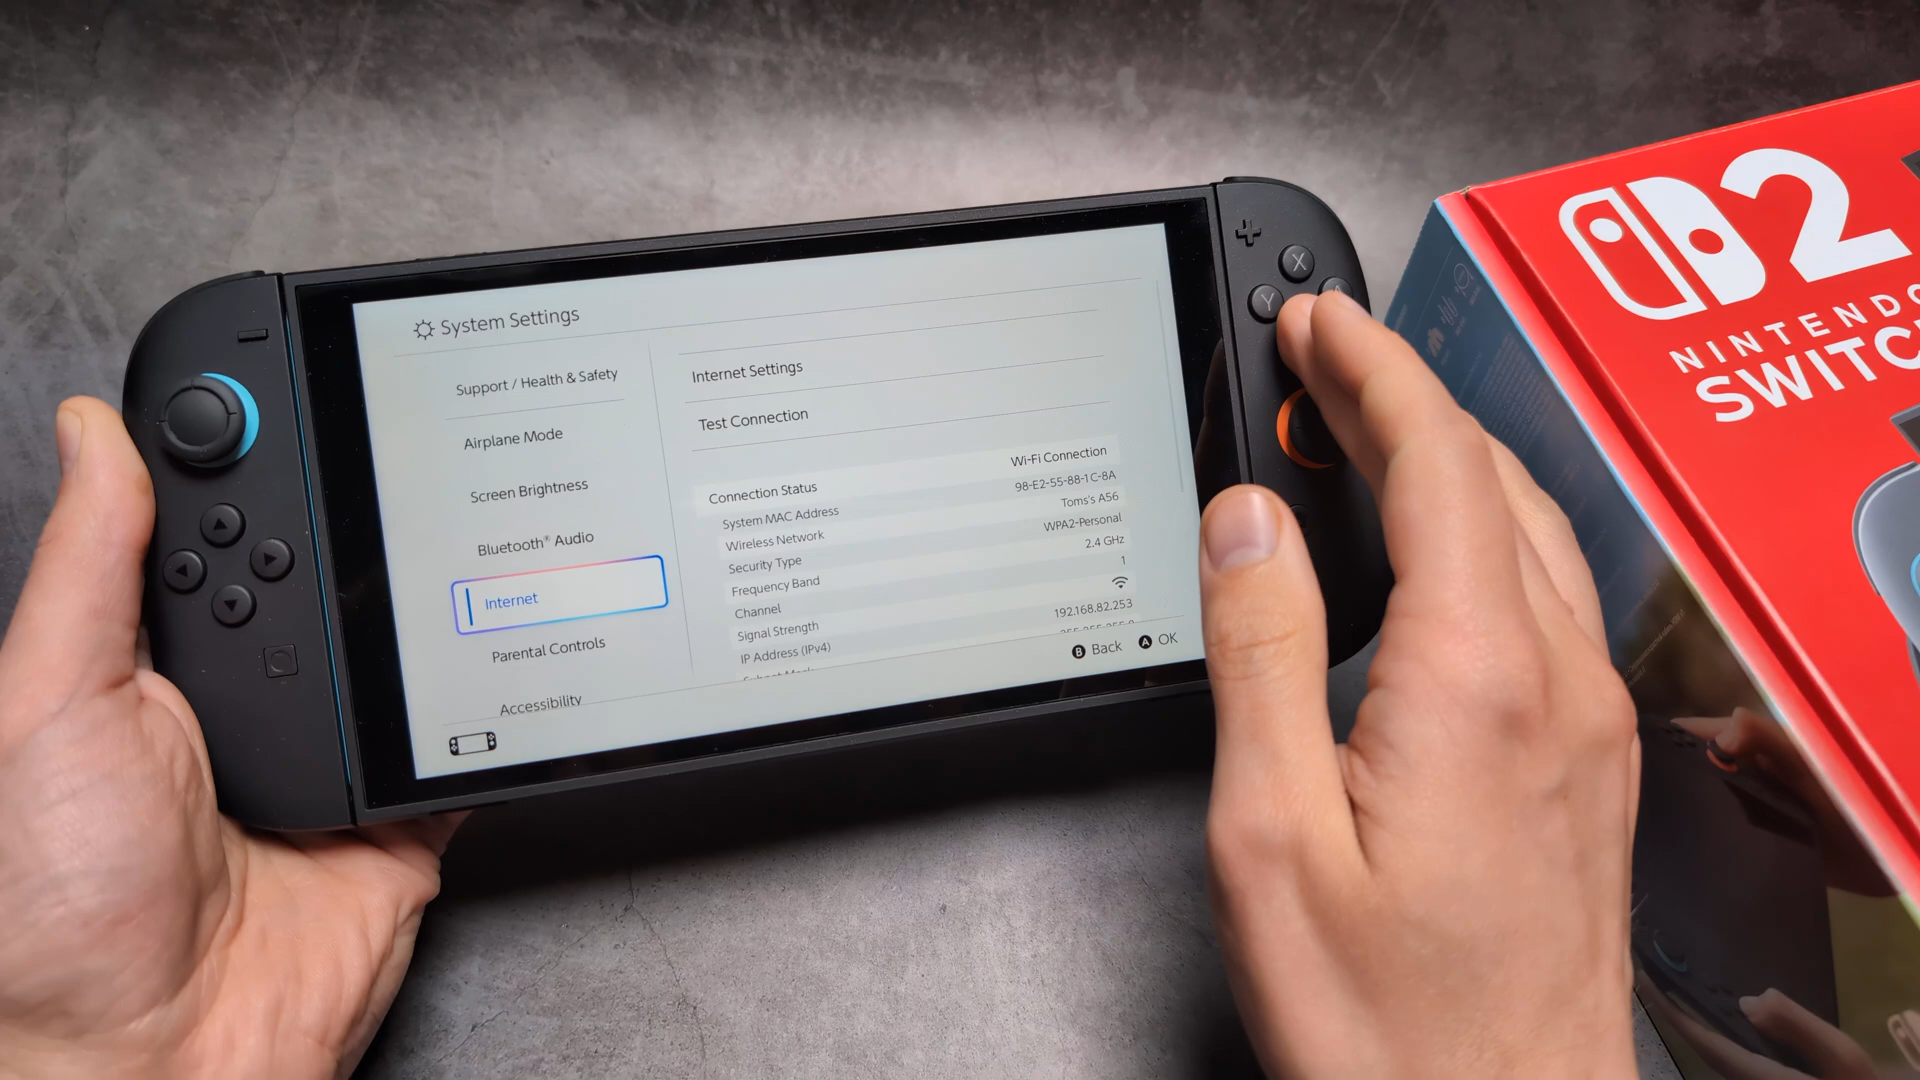 System Settings
Support / Health & Safety
Airplane Mode
Screen Brightness
Bluetooth® Audio
Internet
Parental Controls
Accessibility
Internet Settings
Test Connection
Connection Status Wi-Fi Connection
System MAC Address 98-E2-55-88-1C-8A
Wireless Network Toms's A56
Security Type WPA2-Personal
Frequency Band 2.4 GHz
Channel 1
Signal Strength
IP Address (IPv4) 192.168.82.253
B Back A OK
X
Y
2
NINTENDO
SWITCH